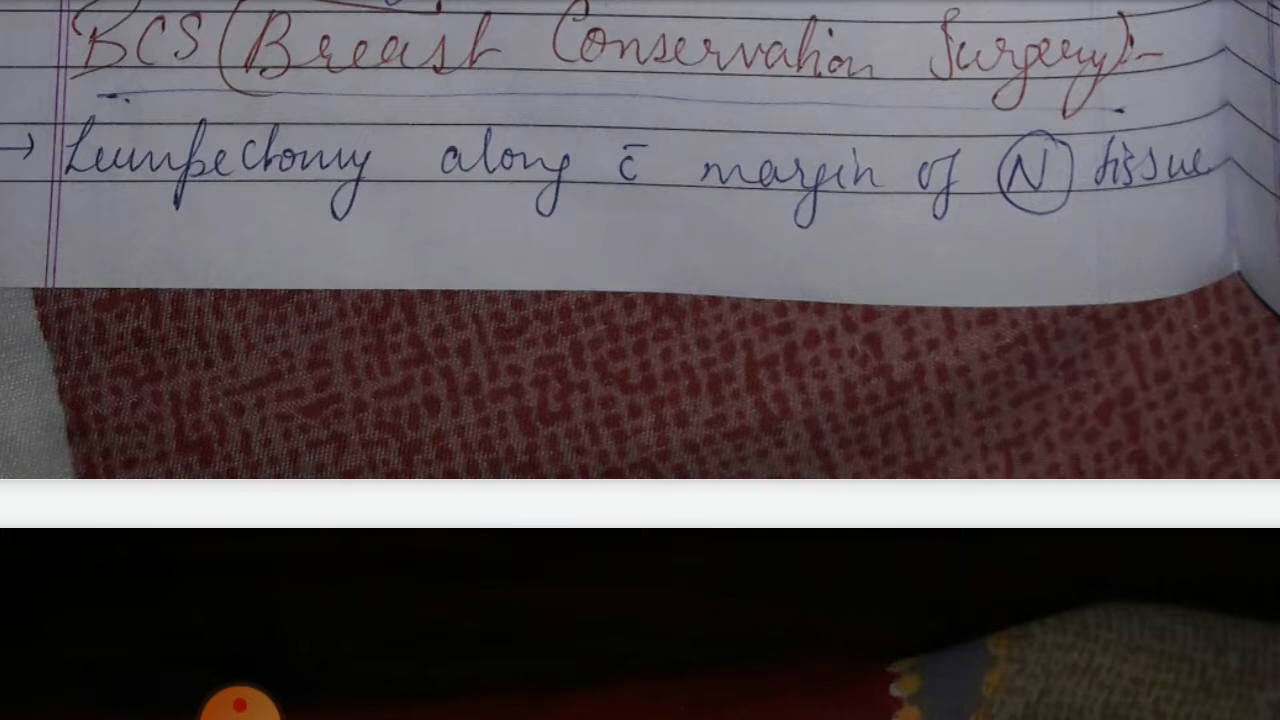 BCS (Breast Conservation Surgery):-
→ Lumpectomy along c̄ margin of Ⓝ tissue